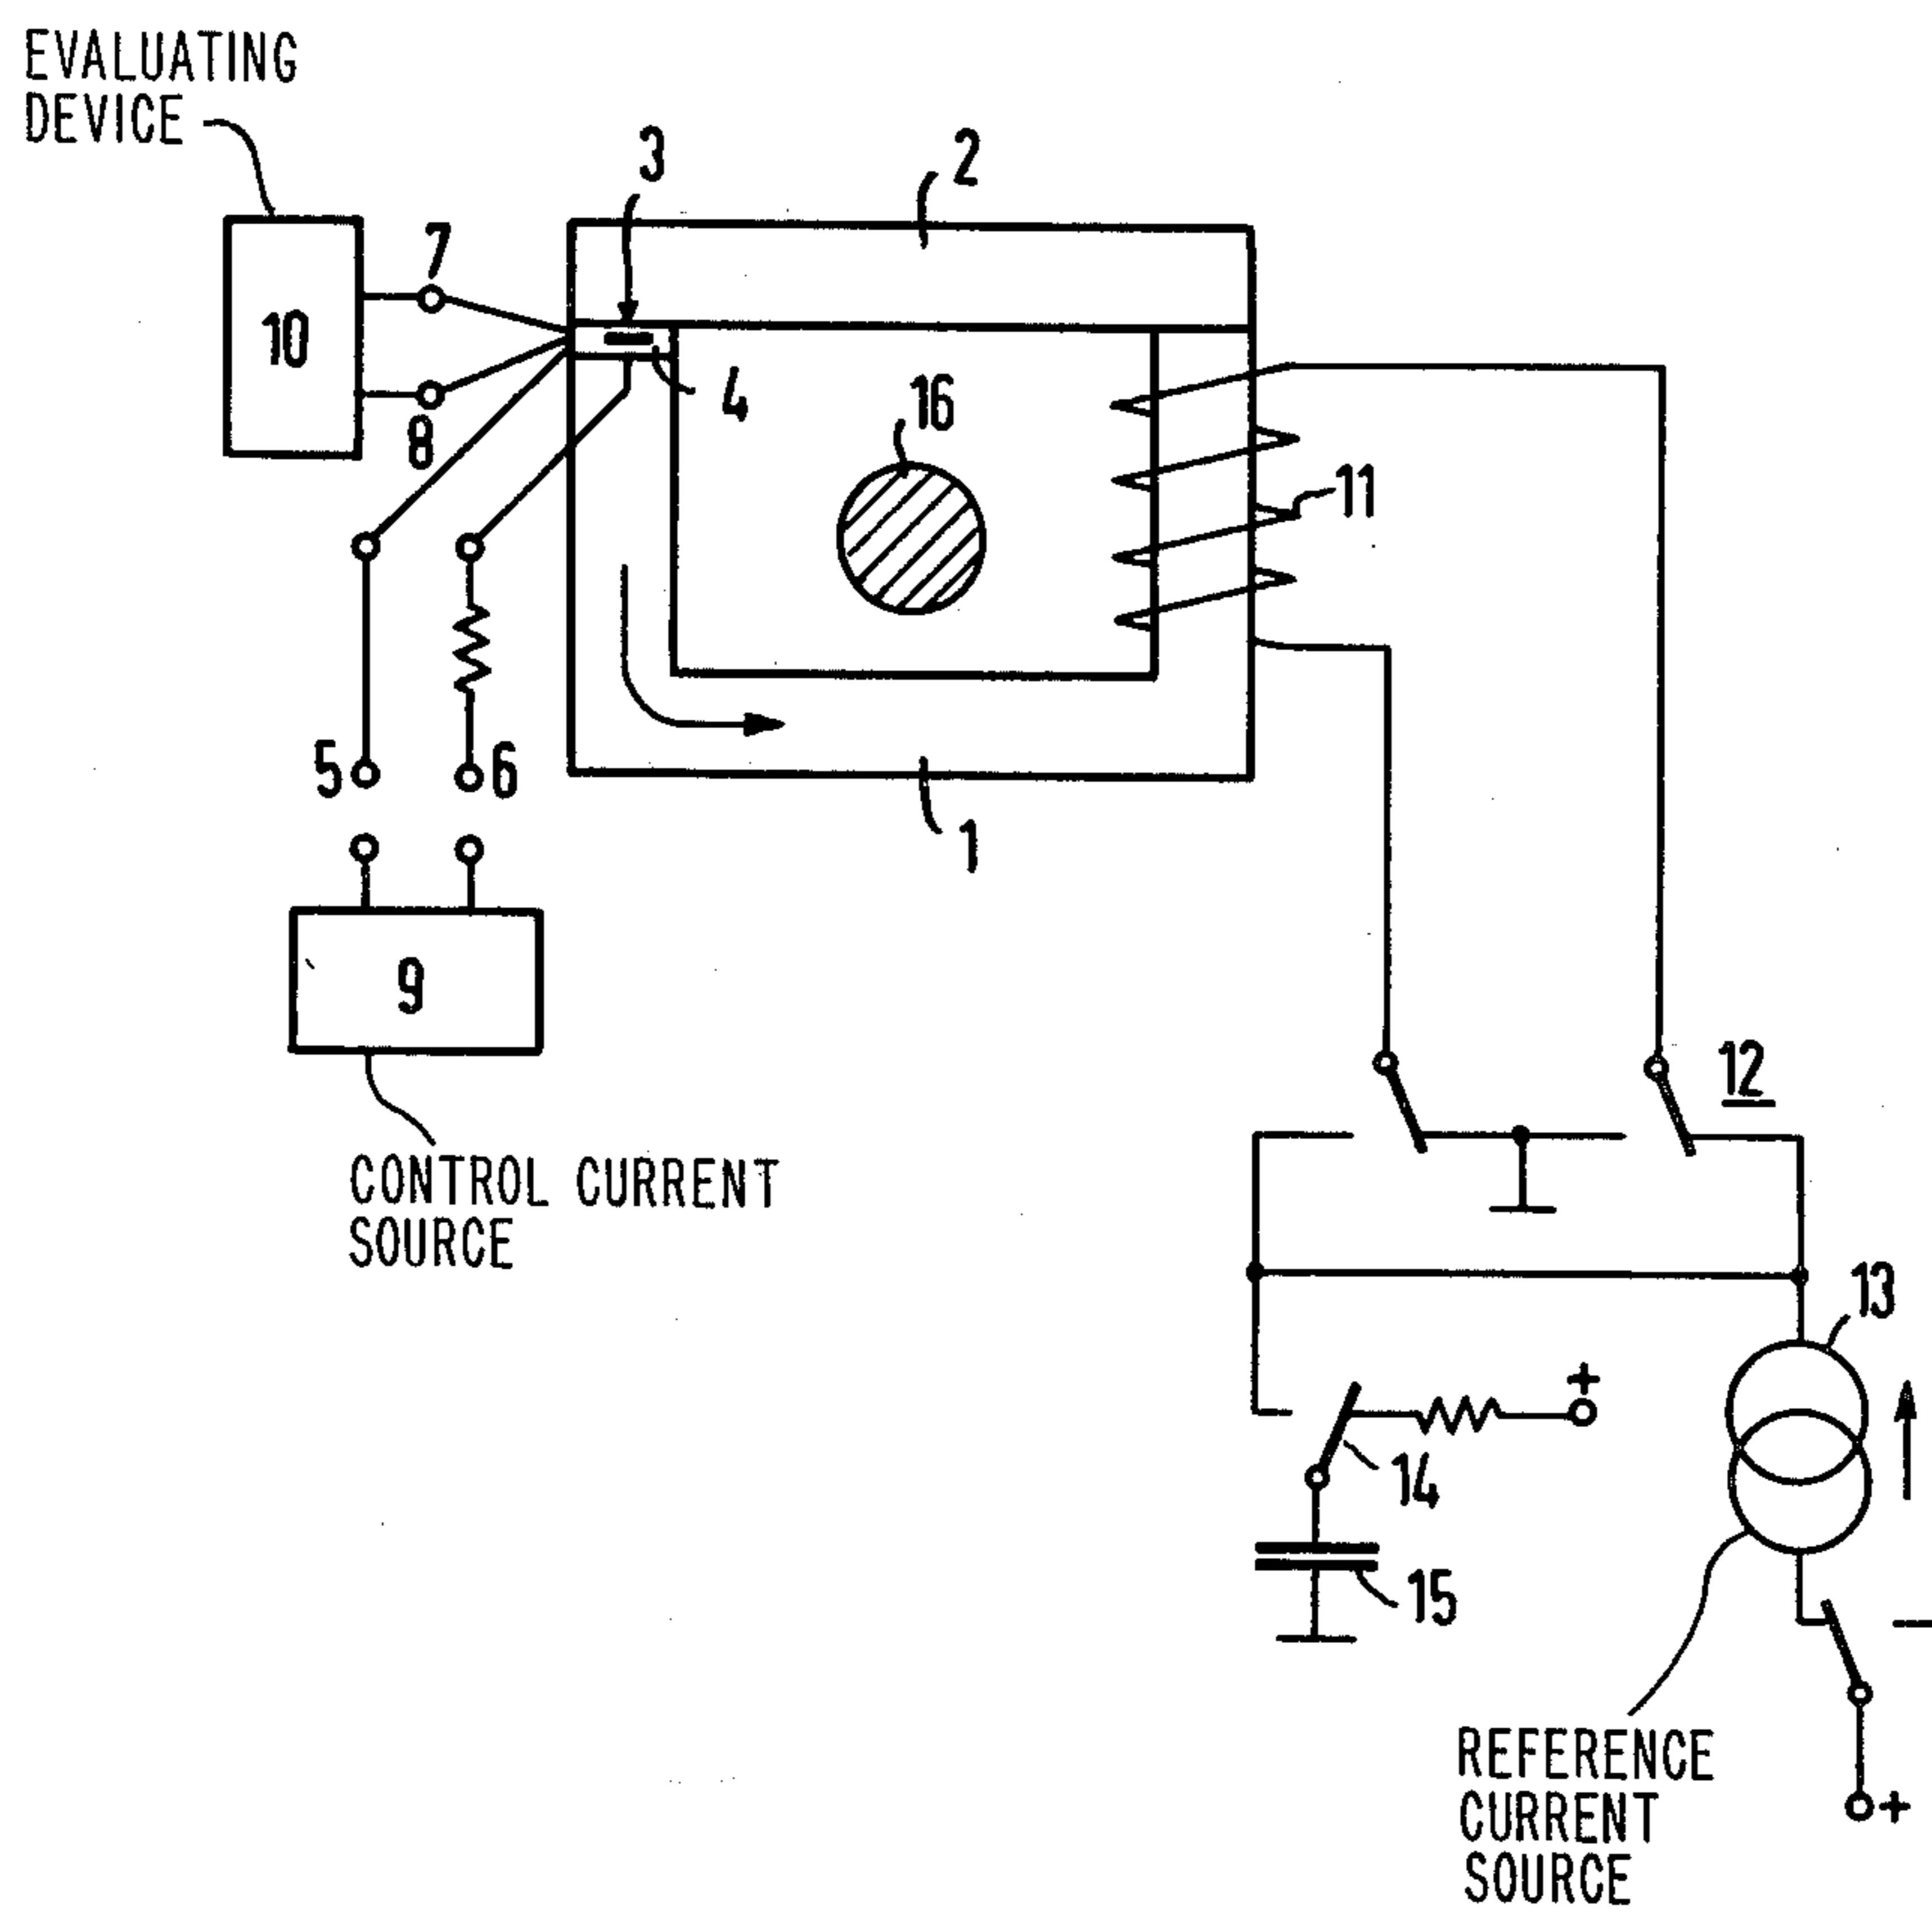 EVALUATING
DEVICE
3
2
7
10
4
16
8
11
5
6
1
9
12
CONTROL CURRENT
SOURCE
13
+
14
15
REFERENCE
CURRENT
SOURCE
+